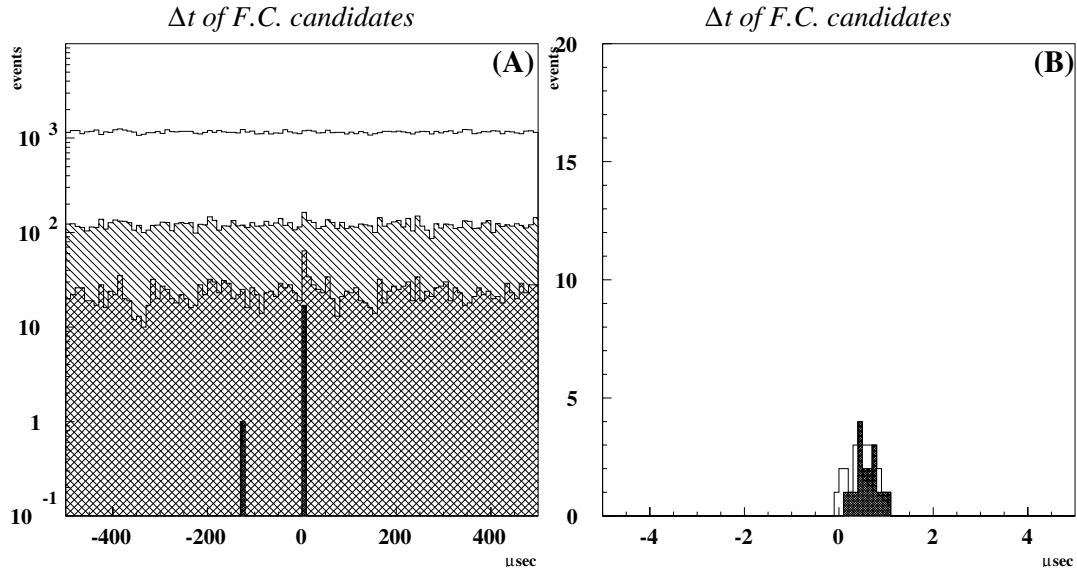 Δt of F.C. candidates
(A)
events
10 3
10 2
10
1
10 -1
-400 -200 0 200 400
μsec
Δt of F.C. candidates
(B)
events
20
15
10
5
0
-4 -2 0 2 4
μsec